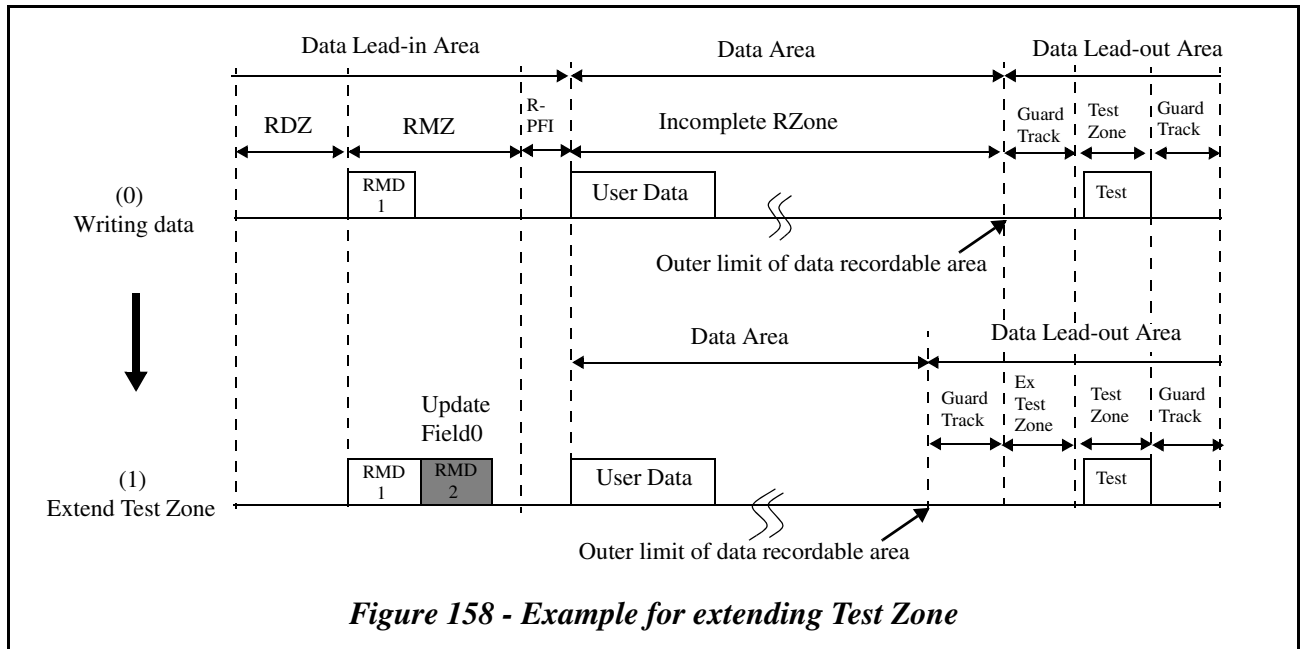 Data Lead-in Area
Data Area
Data Lead-out Area
RDZ
RMZ
R-
PFI
Incomplete RZone
Guard
Track
Test
Zone
Guard
Track
(0)
Writing data
RMD
1
User Data
Test
Outer limit of data recordable area
Data Area
Data Lead-out Area
Update
Field0
Guard
Track
Ex
Test
Zone
Test
Zone
Guard
Track
(1)
Extend Test Zone
RMD
1
RMD
2
User Data
Test
Outer limit of data recordable area
Figure 158 - Example for extending Test Zone